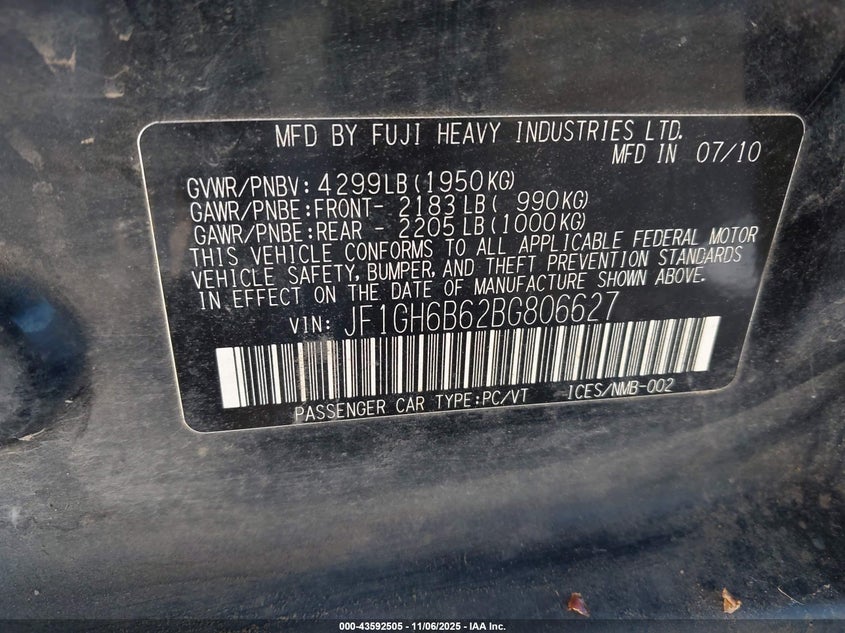 MFD BY FUJI HEAVY INDUSTRIES LTD.
MFD IN 07/10
GVWR/PNBV: 4299LB(1950KG)
GAWR/PNBE:FRONT- 2183LB( 990KG)
GAWR/PNBE:REAR - 2205LB(1000KG)
THIS VEHICLE CONFORMS TO ALL APPLICABLE FEDERAL MOTOR
VEHICLE SAFETY, BUMPER, AND THEFT PREVENTION STANDARDS
IN EFFECT ON THE DATE OF MANUFACTURE SHOWN ABOVE.
VIN: JF1GH6B62BG806627
PASSENGER CAR TYPE:PC/VT ICES/NMB-002
000-43592505 - 11/06/2025 - IAA Inc.